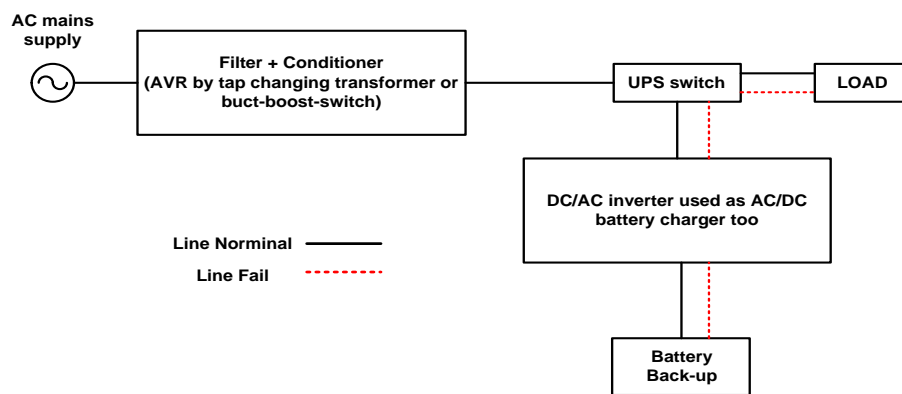 AC mains
supply
Filter + Conditioner
(AVR by tap changing transformer or
buct-boost-switch)
UPS switch
LOAD
DC/AC inverter used as AC/DC
battery charger too
Line Norminal
Line Fail
Battery
Back-up